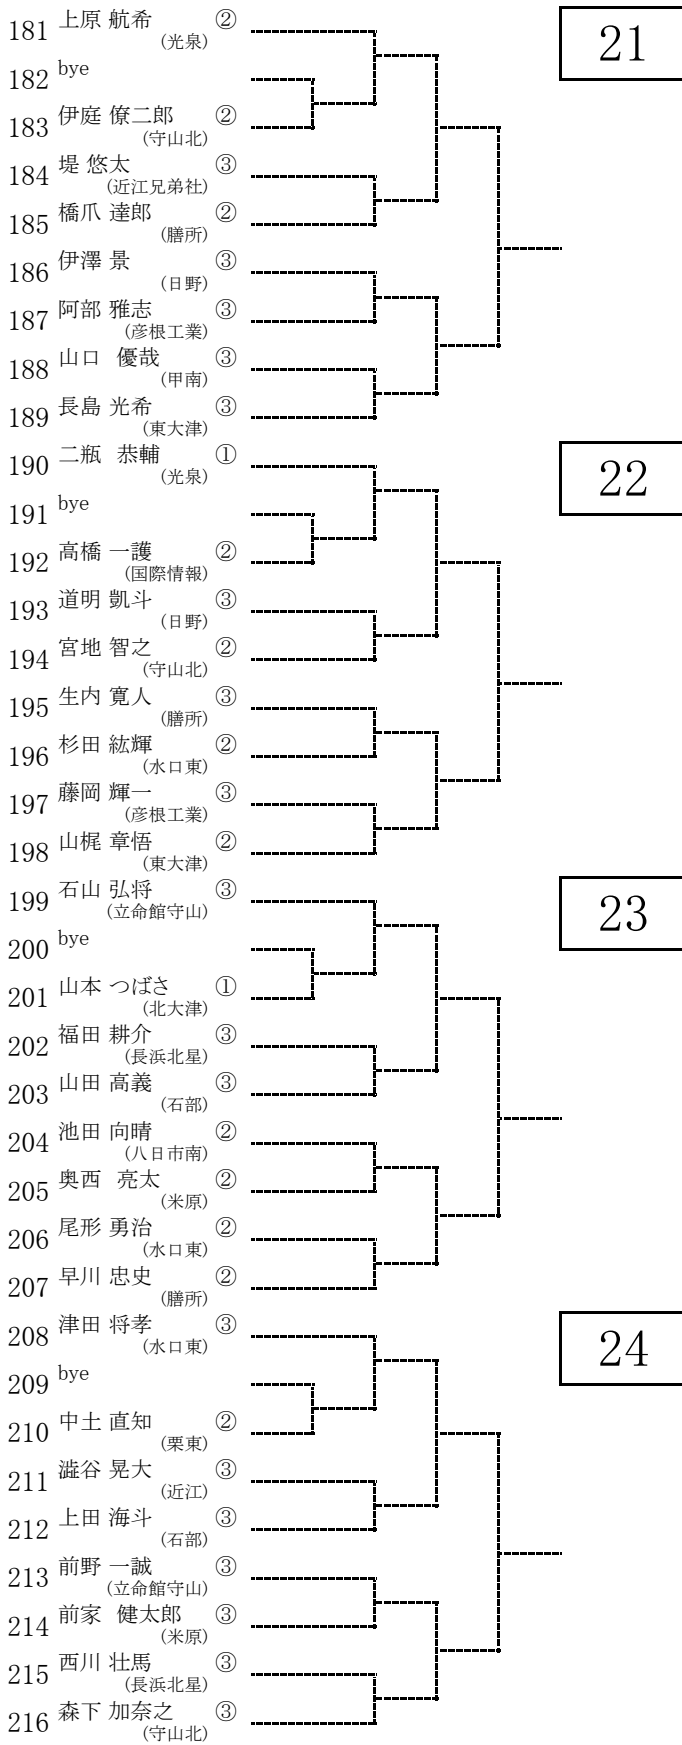 181 上原 航希 ②
(光泉)
21
182 bye
183 伊庭 僚二郎 ②
(守山北)
184 堤 悠太 ③
(近江兄弟社)
185 橋爪 達郎 ②
(膳所)
186 伊澤 景 ③
(日野)
187 阿部 雅志 ③
(彦根工業)
188 山口 優哉 ③
(甲南)
189 長島 光希 ③
(東大津)
190 二瓶 恭輔 ①
(光泉)
22
191 bye
192 高橋 一護 ②
(国際情報)
193 道明 凱斗 ③
(日野)
194 宮地 智之 ②
(守山北)
195 生内 寛人 ③
(膳所)
196 杉田 紘輝 ②
(水口東)
197 藤岡 輝一 ③
(彦根工業)
198 山梶 章悟 ②
(東大津)
199 石山 弘将 ③
(立命館守山)
23
200 bye
201 山本 つばさ ①
(北大津)
202 福田 耕介 ③
(長浜北星)
203 山田 高義 ③
(石部)
204 池田 向晴 ②
(八日市南)
205 奥西 亮太 ②
(米原)
206 尾形 勇治 ②
(水口東)
207 早川 忠史 ②
(膳所)
208 津田 将孝 ③
(水口東)
24
209 bye
210 中土 直知 ②
(栗東)
211 澁谷 晃大 ③
(近江)
212 上田 海斗 ③
(石部)
213 前野 一誠 ③
(立命館守山)
214 前家 健太郎 ③
(米原)
215 西川 壮馬 ③
(長浜北星)
216 森下 加奈之 ③
(守山北)